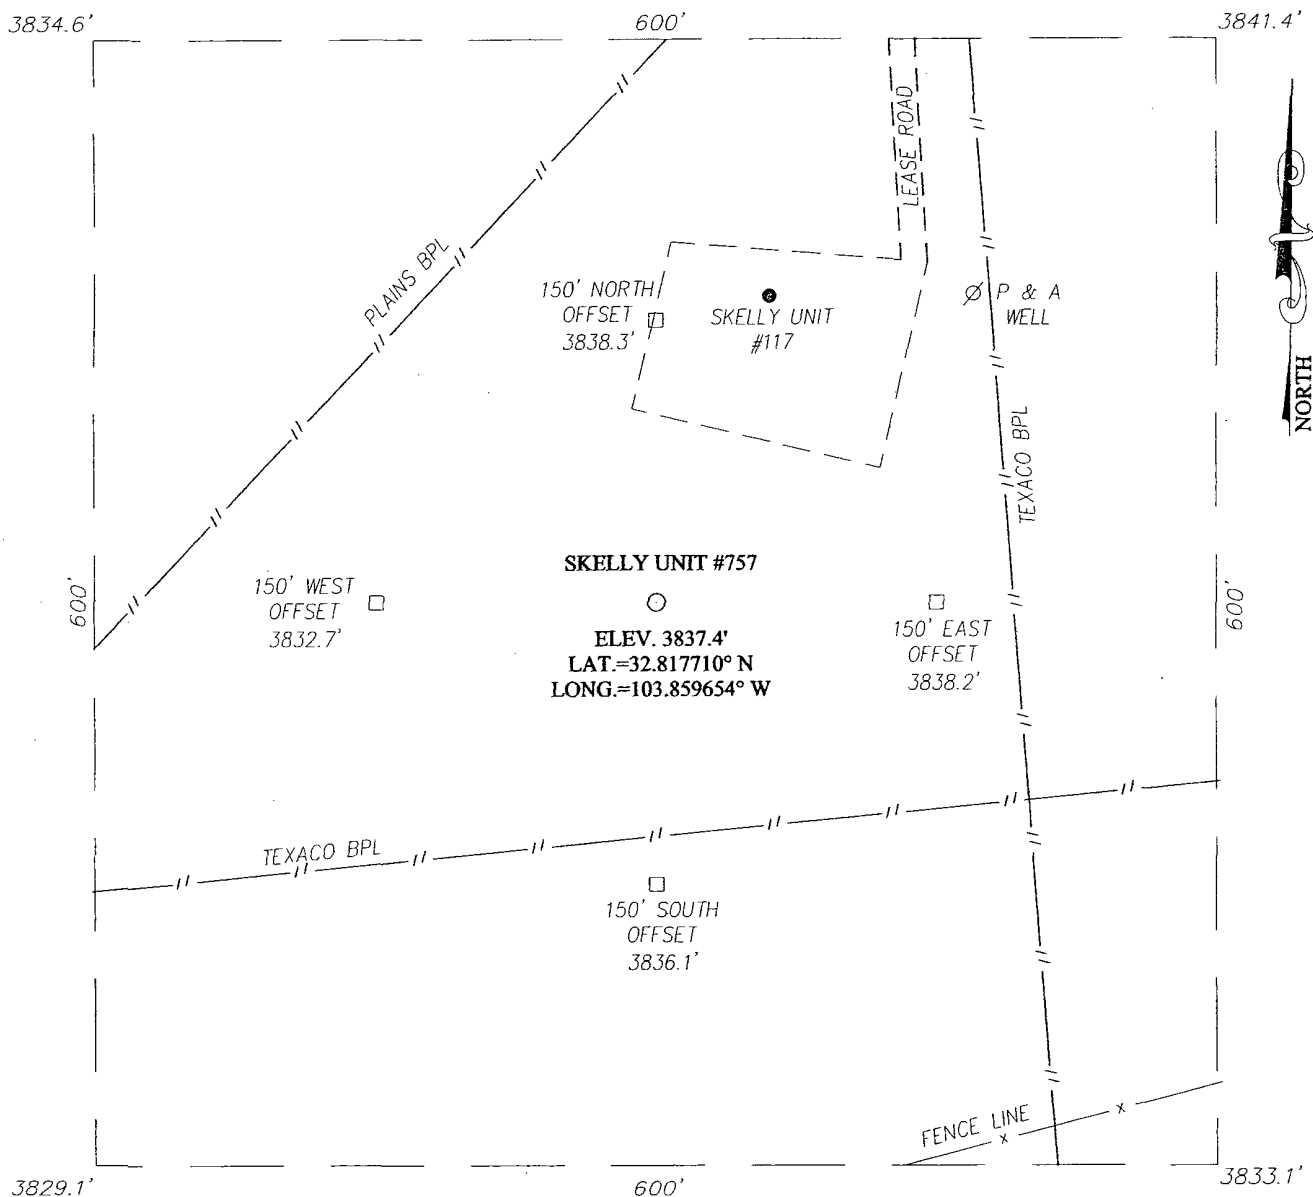 3834.6'
600'
3841.4'
LEASE ROAD
PLAINS BPL
150' NORTH
OFFSET
3838.3'
SKELLY UNIT
#117
P & A
WELL
NORTH
TEXACO BPL
SKELLY UNIT #757
150' WEST
OFFSET
3832.7'
600'
600'
ELEV. 3837.4'
LAT.=32.817710° N
LONG.=103.859654° W
150' EAST
OFFSET
3838.2'
TEXACO BPL
150' SOUTH
OFFSET
3836.1'
FENCE LINE
3829.1'
600'
3833.1'